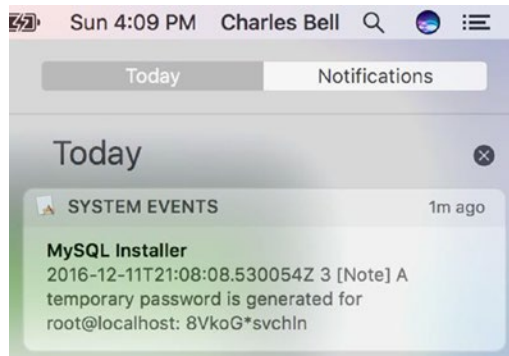 Sun 4:09 PM Charles Bell
Today Notifications
Today
SYSTEM EVENTS 1m ago
MySQL Installer
2016-12-11T21:08:08.530054Z 3 [Note] A
temporary password is generated for
root@localhost: 8VkoG*svchln